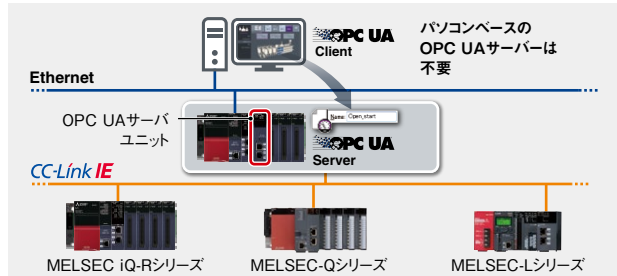 OPC UA
Client
パソコンベースの
OPC UAサーバーは
不要
Ethernet
OPC UAサーバ
ユニット
Name: Open_start
OPC UA
Server
CC-Link IE
MELSEC iQ-Rシリーズ
MELSEC-Qシリーズ
MELSEC-Lシリーズ